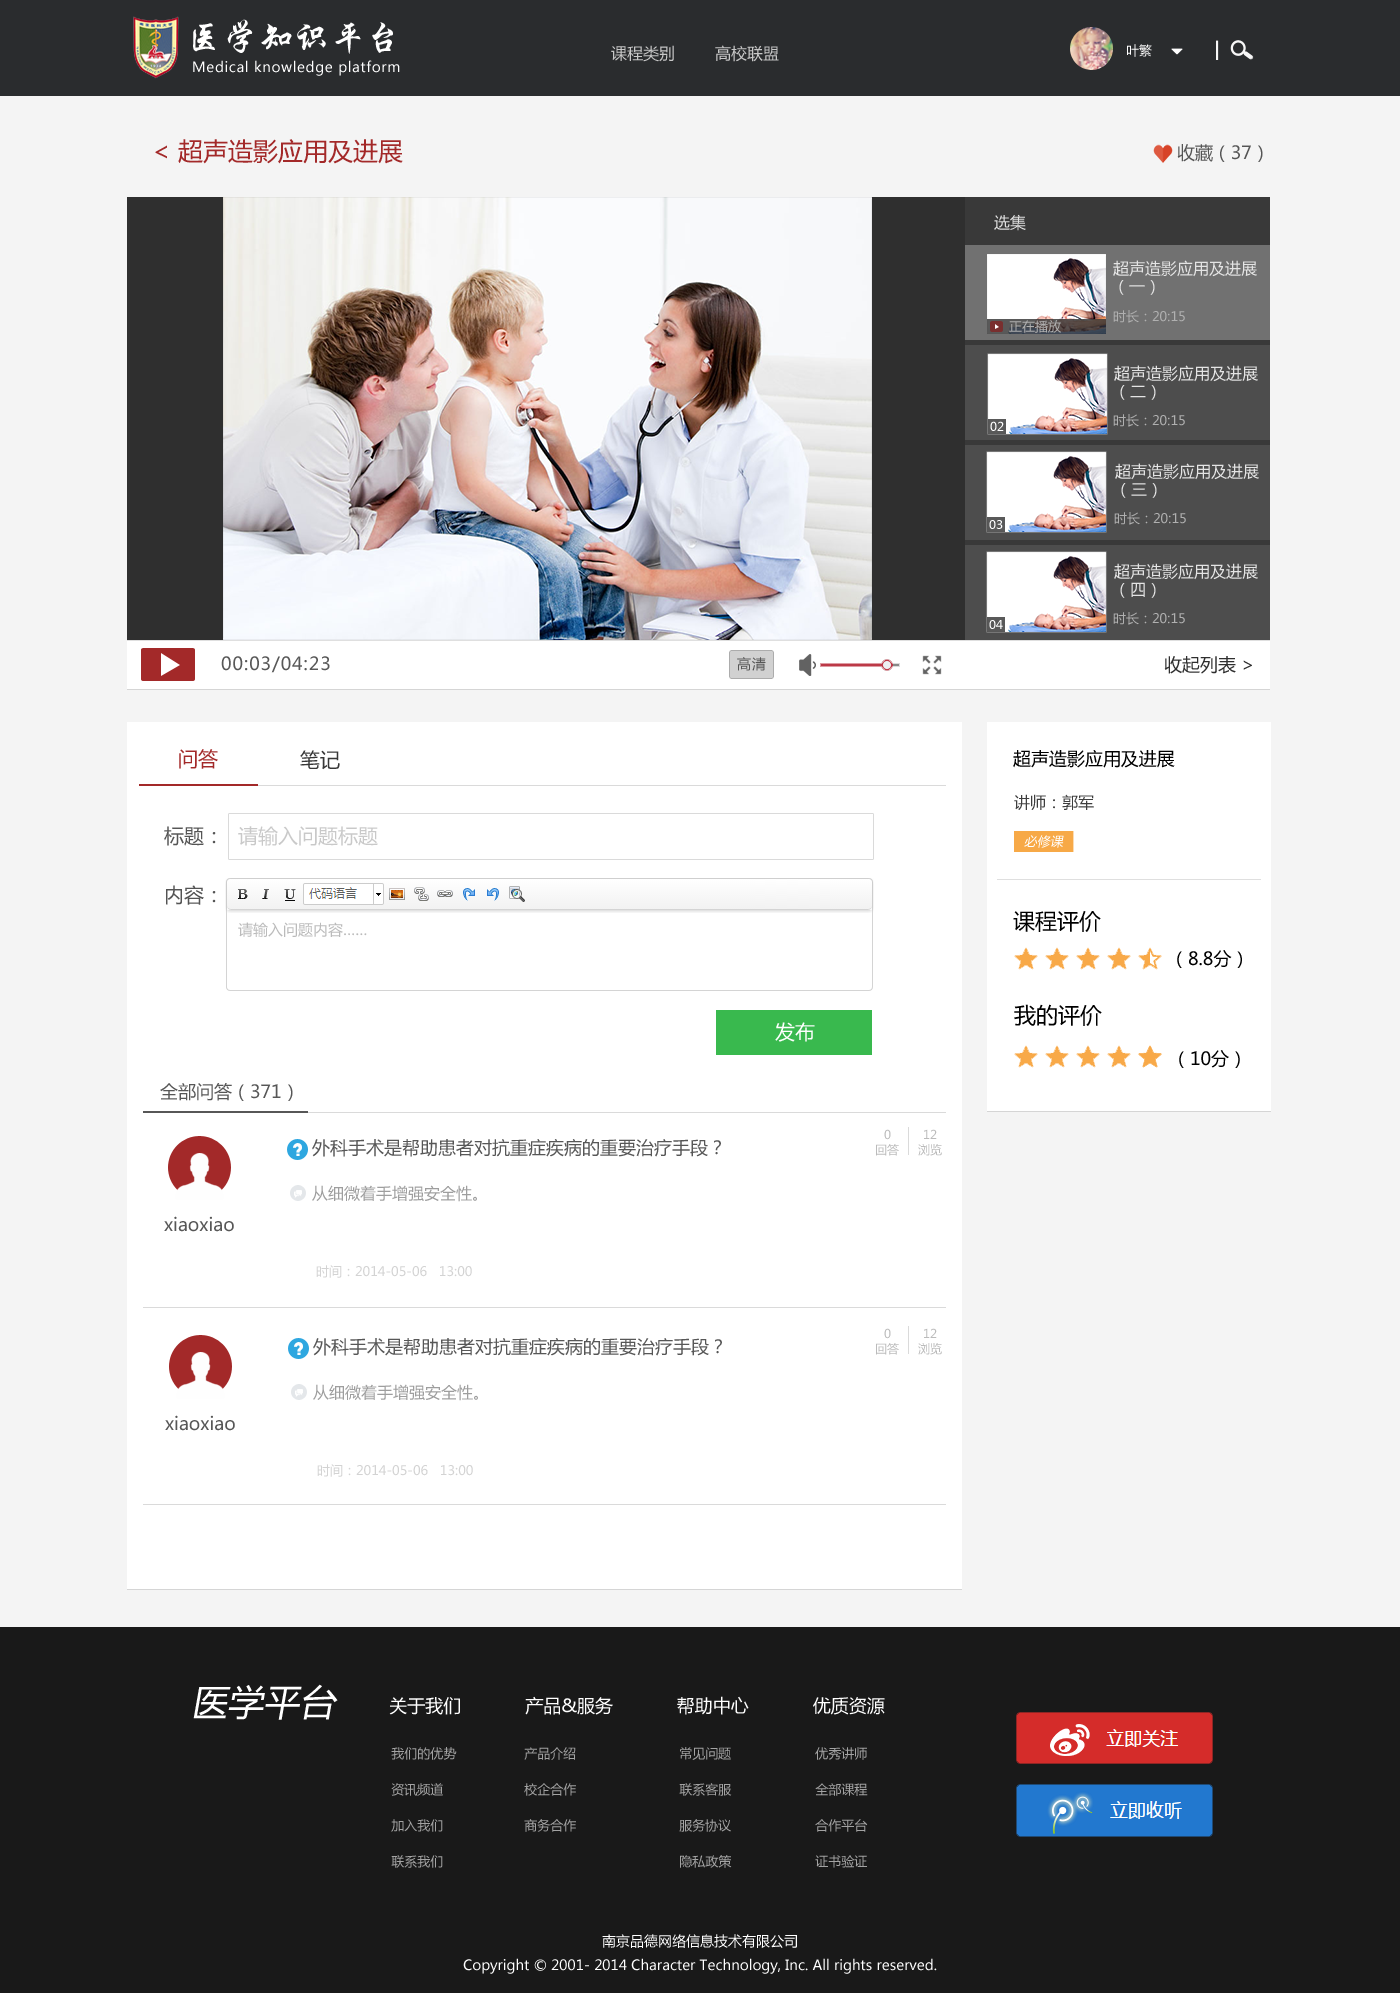 医学知识平台
Medical knowledge platform
课程类别
高校联盟
叶繁
< 超声造影应用及进展
收藏（37）
选集
超声造影应用及进展
（一）
时长：20:15
正在播放
超声造影应用及进展
（二）
时长：20:15
02
超声造影应用及进展
（三）
时长：20:15
03
超声造影应用及进展
（四）
时长：20:15
04
00:03/04:23
高清
收起列表 >
问答
笔记
标题：
请输入问题标题
内容：
B I U 代码语言
请输入问题内容......
发布
全部问答（371）
外科手术是帮助患者对抗重症疾病的重要治疗手段？
0
回答
12
浏览
从细微着手增强安全性。
xiaoxiao
时间：2014-05-06 13:00
外科手术是帮助患者对抗重症疾病的重要治疗手段？
0
回答
12
浏览
从细微着手增强安全性。
xiaoxiao
时间：2014-05-06 13:00
超声造影应用及进展
讲师：郭军
必修课
课程评价
（8.8分）
我的评价
（10分）
医学平台
关于我们
我们的优势
资讯频道
加入我们
联系我们
产品&服务
产品介绍
校企合作
商务合作
帮助中心
常见问题
联系客服
服务协议
隐私政策
优质资源
优秀讲师
全部课程
合作平台
证书验证
立即关注
立即收听
南京品德网络信息技术有限公司
Copyright © 2001- 2014 Character Technology, Inc. All rights reserved.